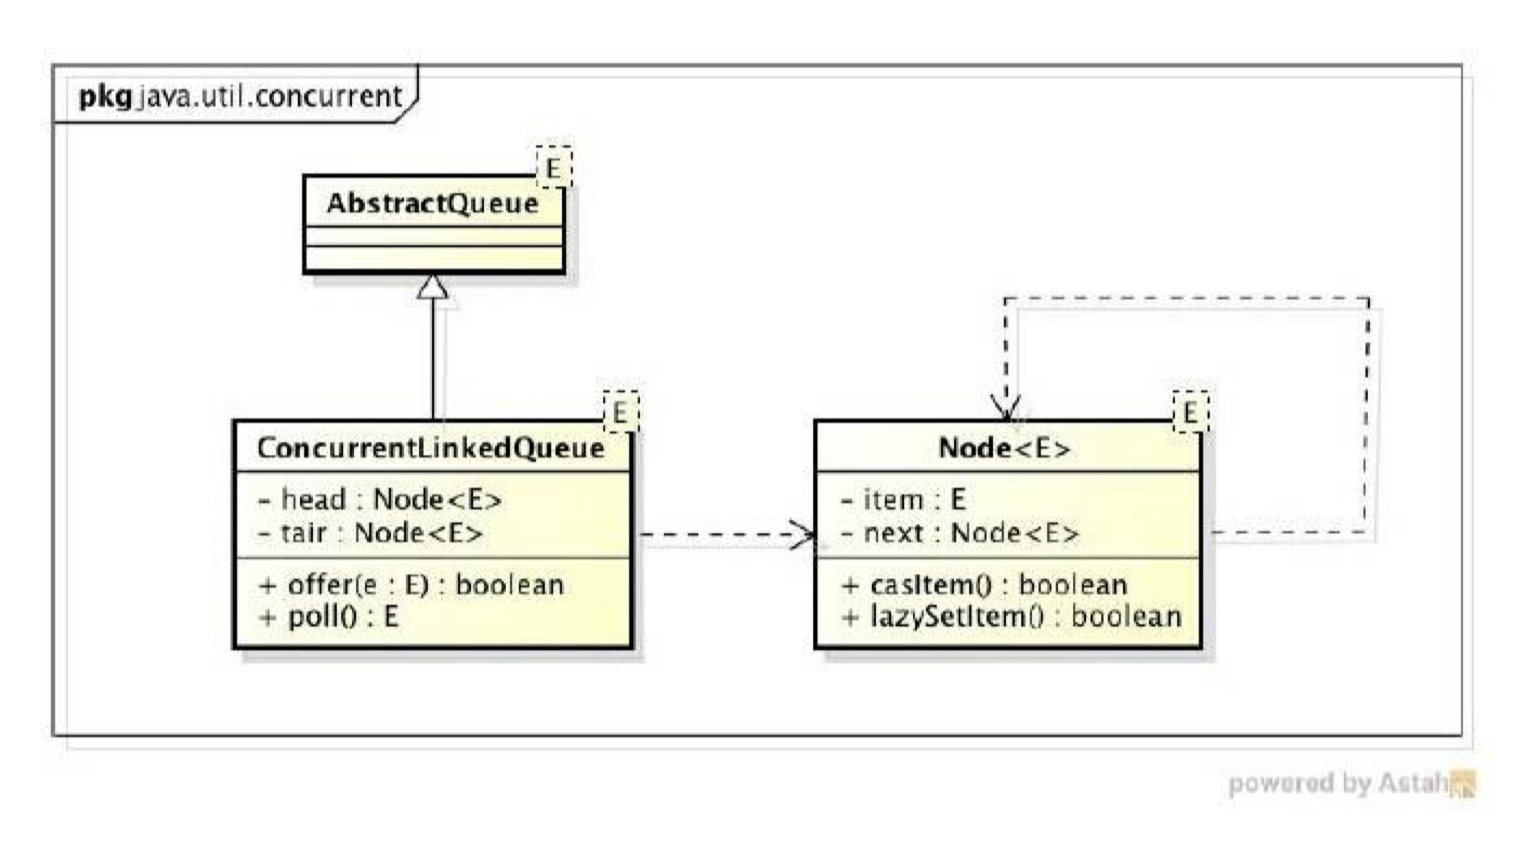 pkg java.util.concurrent
E
AbstractQueue
E
ConcurrentLinkedQueue
- head : Node<E>
- tair : Node<E>
+ offer(e : E) : boolean
+ poll() : E
E
Node<E>
- item : E
- next : Node<E>
+ casItem() : boolean
+ lazySetItem() : boolean
powered by Astah